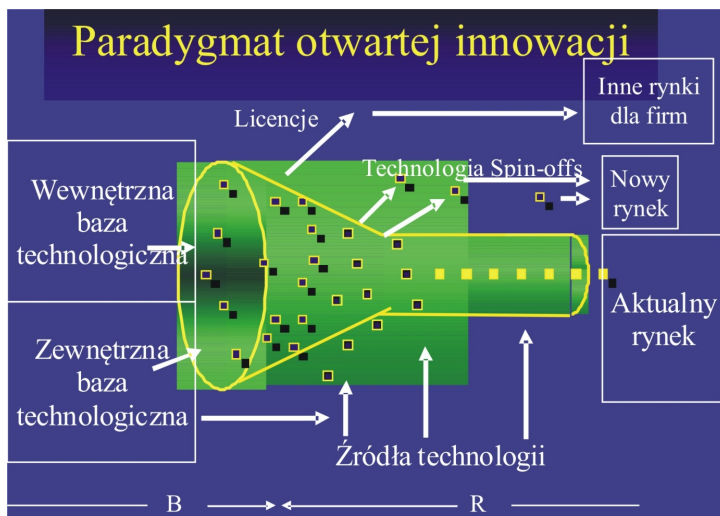 Paradygmat otwartej innowacji
Inne rynki
dla firm
Licencje
Technologia Spin-offs
Nowy
rynek
Wewnętrzna
baza
technologiczna
Aktualny
rynek
Zewnętrzna
baza
technologiczna
Źródła technologii
B
R